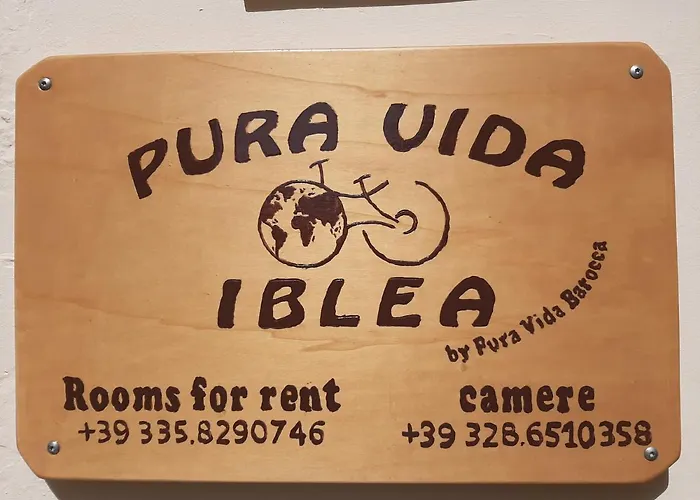 PURA VIDA
IBLEA
by Pura Vida Barocca
Rooms for rent
+39 335.8290746
camere
+39 328.6510358